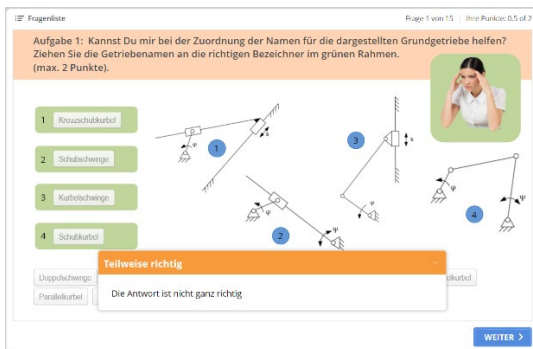 Fragenliste
Frage 1 von 15 | Ihre Punkte: 0.5 of 2
Aufgabe 1: Kannst Du mir bei der Zuordnung der Namen für die dargestellten Grundgetriebe helfen?
Ziehen Sie die Getriebenamen an die richtigen Bezeichner im grünen Rahmen.
(max. 2 Punkte).
1 Kreuzschubkurbel
2 Schubschwinge
3 Kurbelschwinge
4 Schubkurbel
φ
s
1
3
s
φ
φ
ψ
2
φ
ψ
4
Teilweise richtig
Die Antwort ist nicht ganz richtig
Doppelschwinge
Parallelkurbel
WEITER >